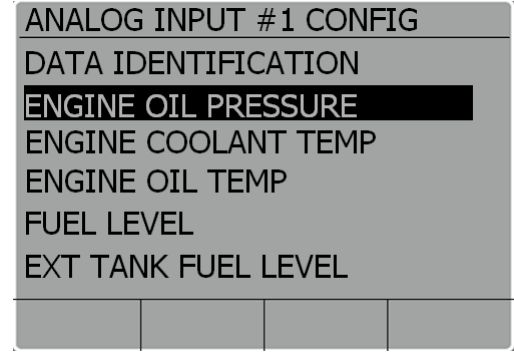 ANALOG INPUT #1 CONFIG
DATA IDENTIFICATION
ENGINE OIL PRESSURE
ENGINE COOLANT TEMP
ENGINE OIL TEMP
FUEL LEVEL
EXT TANK FUEL LEVEL